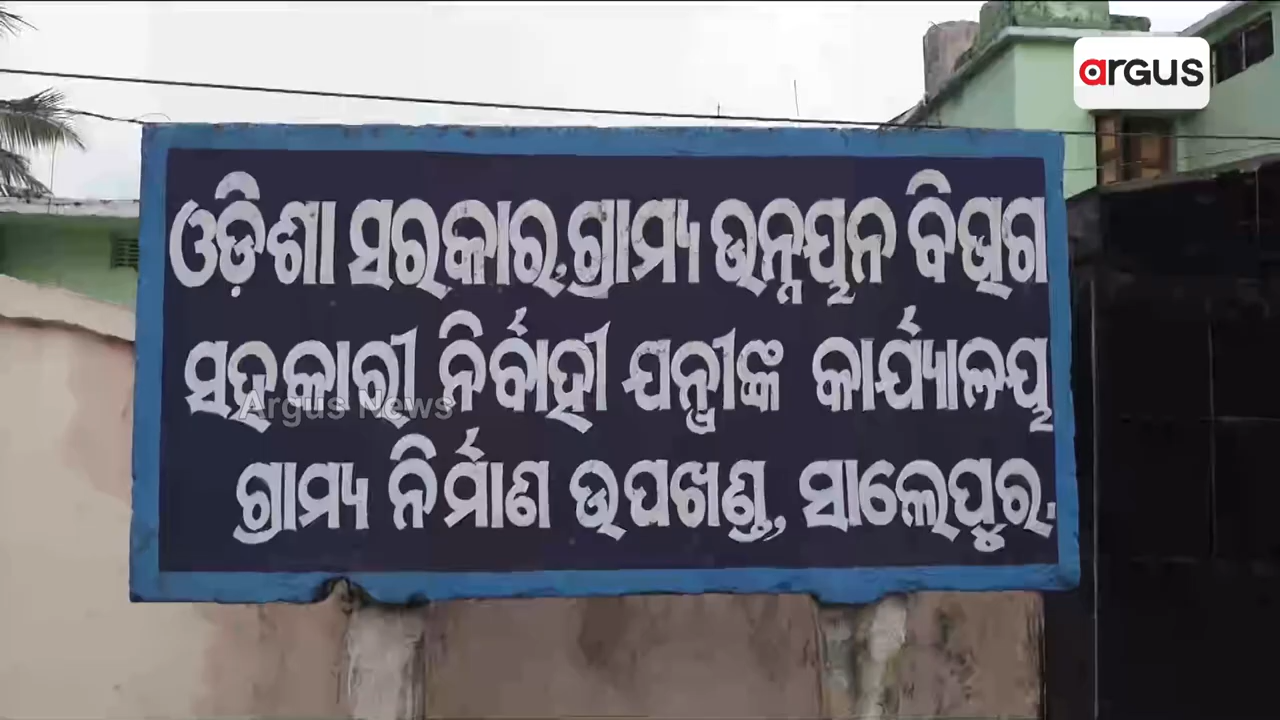 argus
ଓଡ଼ିଶା ସରକାର,ଗ୍ରାମ୍ୟ ଉନ୍ନୟନ ବିଭାଗ
ସହକାରୀ ନିର୍ବାହୀ ଯନ୍ତ୍ରୀଙ୍କ କାର୍ଯ୍ୟାଳୟ
Argus News
ଗ୍ରାମ୍ୟ ନିର୍ମାଣ ଉପଖଣ୍ଡ, ସାଲେପୁର.